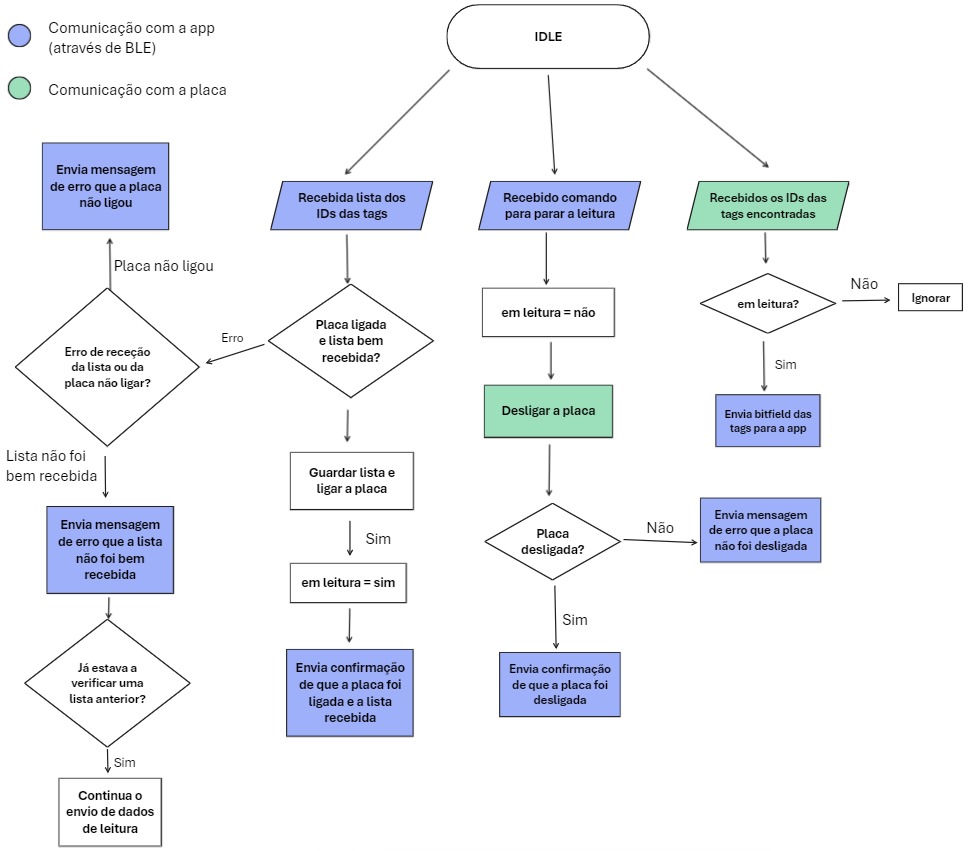 Comunicação com a app
(através de BLE)
Comunicação com a placa
IDLE
Envia mensagem
de erro que a placa
não ligou
Placa não ligou
Erro de receção
da lista ou da
placa não ligar?
Lista não foi
bem recebida
Envia mensagem
de erro que a lista
não foi bem
recebida
Já estava a
verificar uma
lista anterior?
Sim
Continua o
envio de dados
de leitura
Recebida lista dos
IDs das tags
Erro
Placa ligada
e lista bem
recebida?
Guardar lista e
ligar a placa
Sim
em leitura = sim
Envia confirmação
de que a placa foi
ligada e a lista
recebida
Recebido comando
para parar a leitura
em leitura = não
Desligar a placa
Placa
desligada?
Não
Envia mensagem
de erro que a placa
não foi desligada
Sim
Envia confirmação
de que a placa foi
desligada
Recebidos os IDs das
tags encontradas
em leitura?
Não
Ignorar
Sim
Envia bitfield das
tags para a app